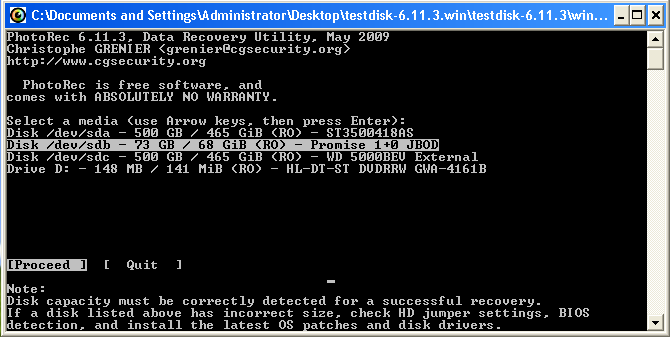 C:\Documents and Settings\Administrator\Desktop\testdisk-6.11.3.win\testdisk-6.11.3\win...
PhotoRec 6.11.3, Data Recovery Utility, May 2009
Christophe GRENIER <grenier@cgsecurity.org>
http://www.cgsecurity.org
PhotoRec is free software, and
comes with ABSOLUTELY NO WARRANTY.
Select a media (use Arrow keys, then press Enter):
Disk /dev/sda - 500 GB / 465 GiB (RO) - ST3500418AS
Disk /dev/sdb - 73 GB / 68 GiB (RO) - Promise 1+0 JBOD
Disk /dev/sdc - 500 GB / 465 GiB (RO) - WD 5000BEV External
Drive D: - 148 MB / 141 MiB (RO) - HL-DT-ST DVDRRW GWA-4161B
[Proceed ]  [  Quit  ]
Note:
Disk capacity must be correctly detected for a successful recovery.
If a disk listed above has incorrect size, check HD jumper settings, BIOS
detection, and install the latest OS patches and disk drivers.